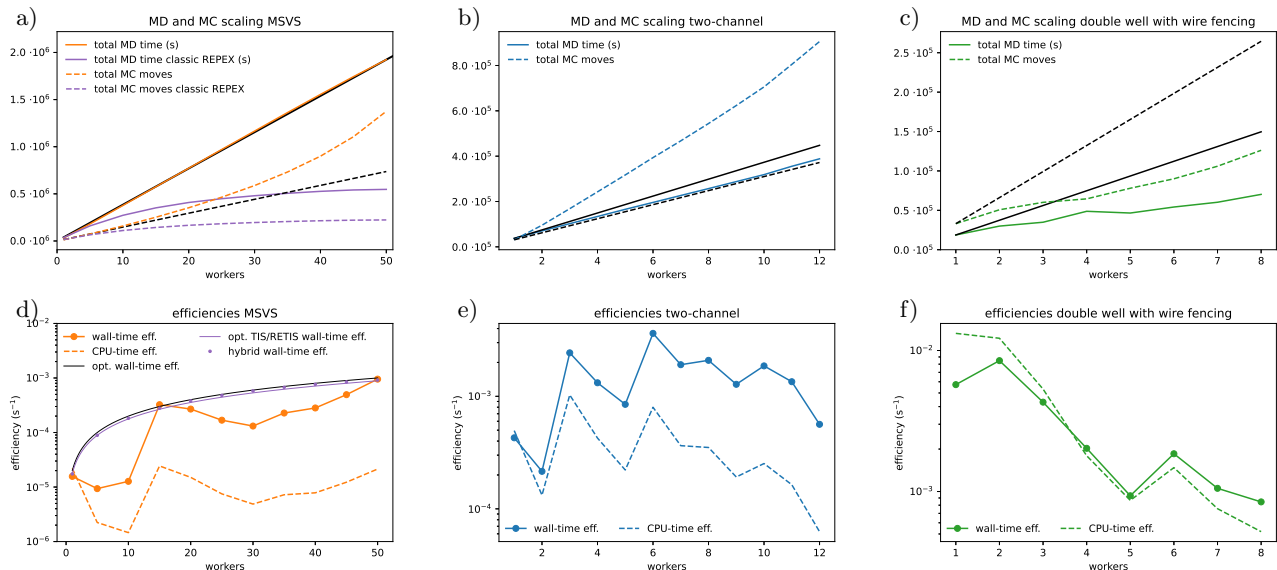 a)
MD and MC scaling MSVS
total MD time (s)
total MD time classic REPEX (s)
total MC moves
total MC moves classic REPEX
2.0 ·10⁶
1.5 ·10⁶
1.0 ·10⁶
0.5 ·10⁶
0.0 ·10⁶
0 10 20 30 40 50
workers
b)
MD and MC scaling two-channel
total MD time (s)
total MC moves
8.0 ·10⁵
6.0 ·10⁵
4.0 ·10⁵
2.0 ·10⁵
0.0 ·10⁵
2 4 6 8 10 12
workers
c)
MD and MC scaling double well with wire fencing
total MD time (s)
total MC moves
2.5 ·10⁵
2.0 ·10⁵
1.5 ·10⁵
1.0 ·10⁵
0.5 ·10⁵
0.0 ·10⁵
1 2 3 4 5 6 7 8
workers
d)
efficiencies MSVS
wall-time eff.
CPU-time eff.
opt. wall-time eff.
opt. TIS/RETIS wall-time eff.
hybrid wall-time eff.
efficiency (s⁻¹)
10⁻²
10⁻³
10⁻⁴
10⁻⁵
10⁻⁶
0 10 20 30 40 50
workers
e)
efficiencies two-channel
efficiency (s⁻¹)
10⁻³
10⁻⁴
wall-time eff.
CPU-time eff.
2 4 6 8 10 12
workers
f)
efficiencies double well with wire fencing
efficiency (s⁻¹)
10⁻²
10⁻³
wall-time eff.
CPU-time eff.
1 2 3 4 5 6 7 8
workers